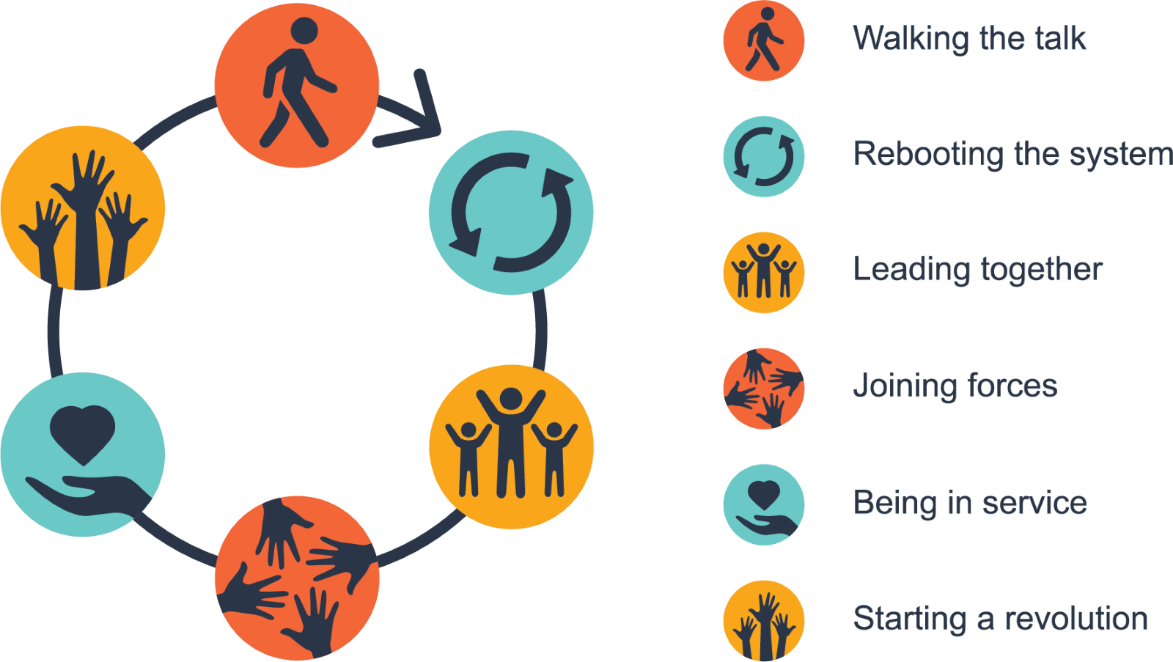 Walking the talk
Rebooting the system
Leading together
Joining forces
Being in service
Starting a revolution